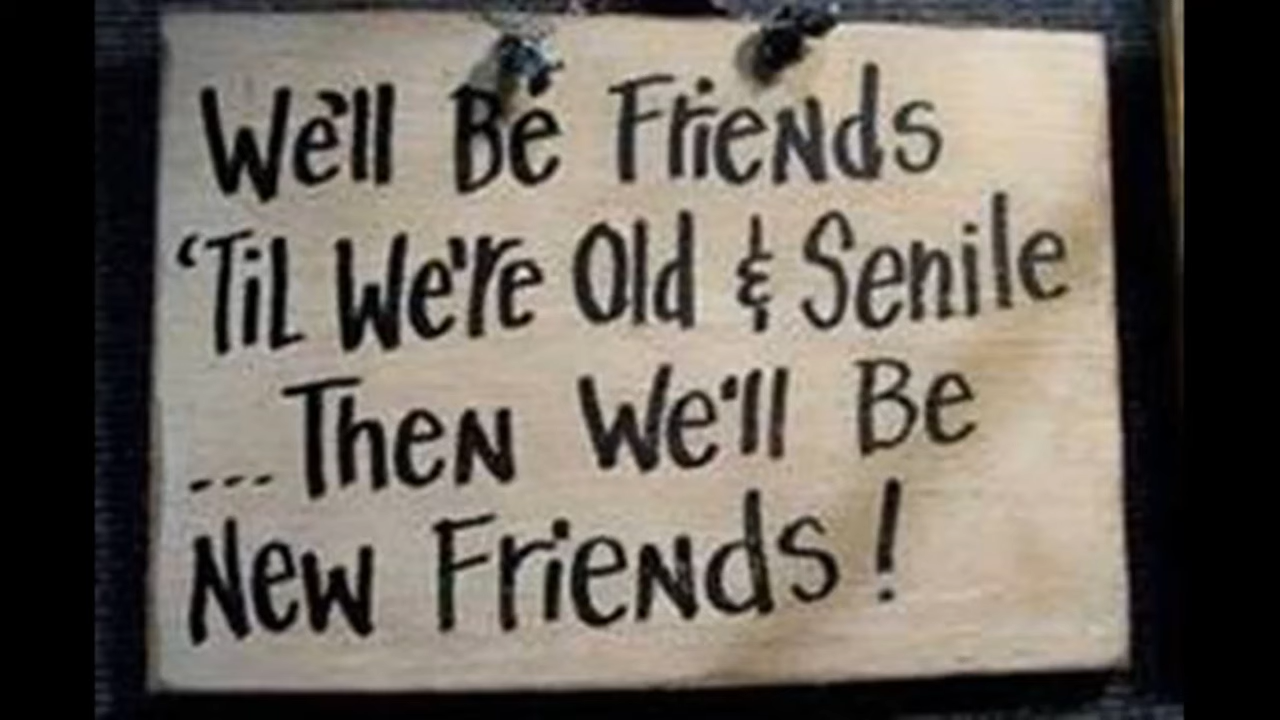 We'll Be Friends
'Til We're Old & Senile
...Then We'll Be
New Friends!